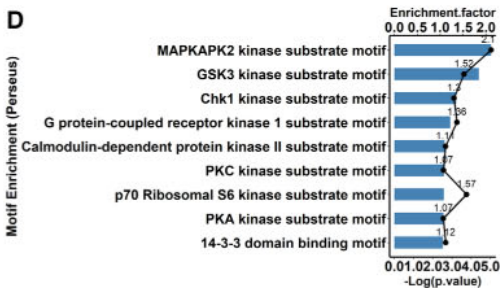 D
Enrichment.factor
0.0 0.5 1.0 1.5 2.0
Motif Enrichment (Perseus)
MAPKAPK2 kinase substrate motif
2.1
GSK3 kinase substrate motif
1.52
Chk1 kinase substrate motif
1.3
G protein-coupled receptor kinase 1 substrate motif
1.36
Calmodulin-dependent protein kinase II substrate motif
1.11
PKC kinase substrate motif
1.07
p70 Ribosomal S6 kinase substrate motif
1.57
PKA kinase substrate motif
1.07
14-3-3 domain binding motif
1.12
0.01.02.03.04.05.0
-Log(p.value)